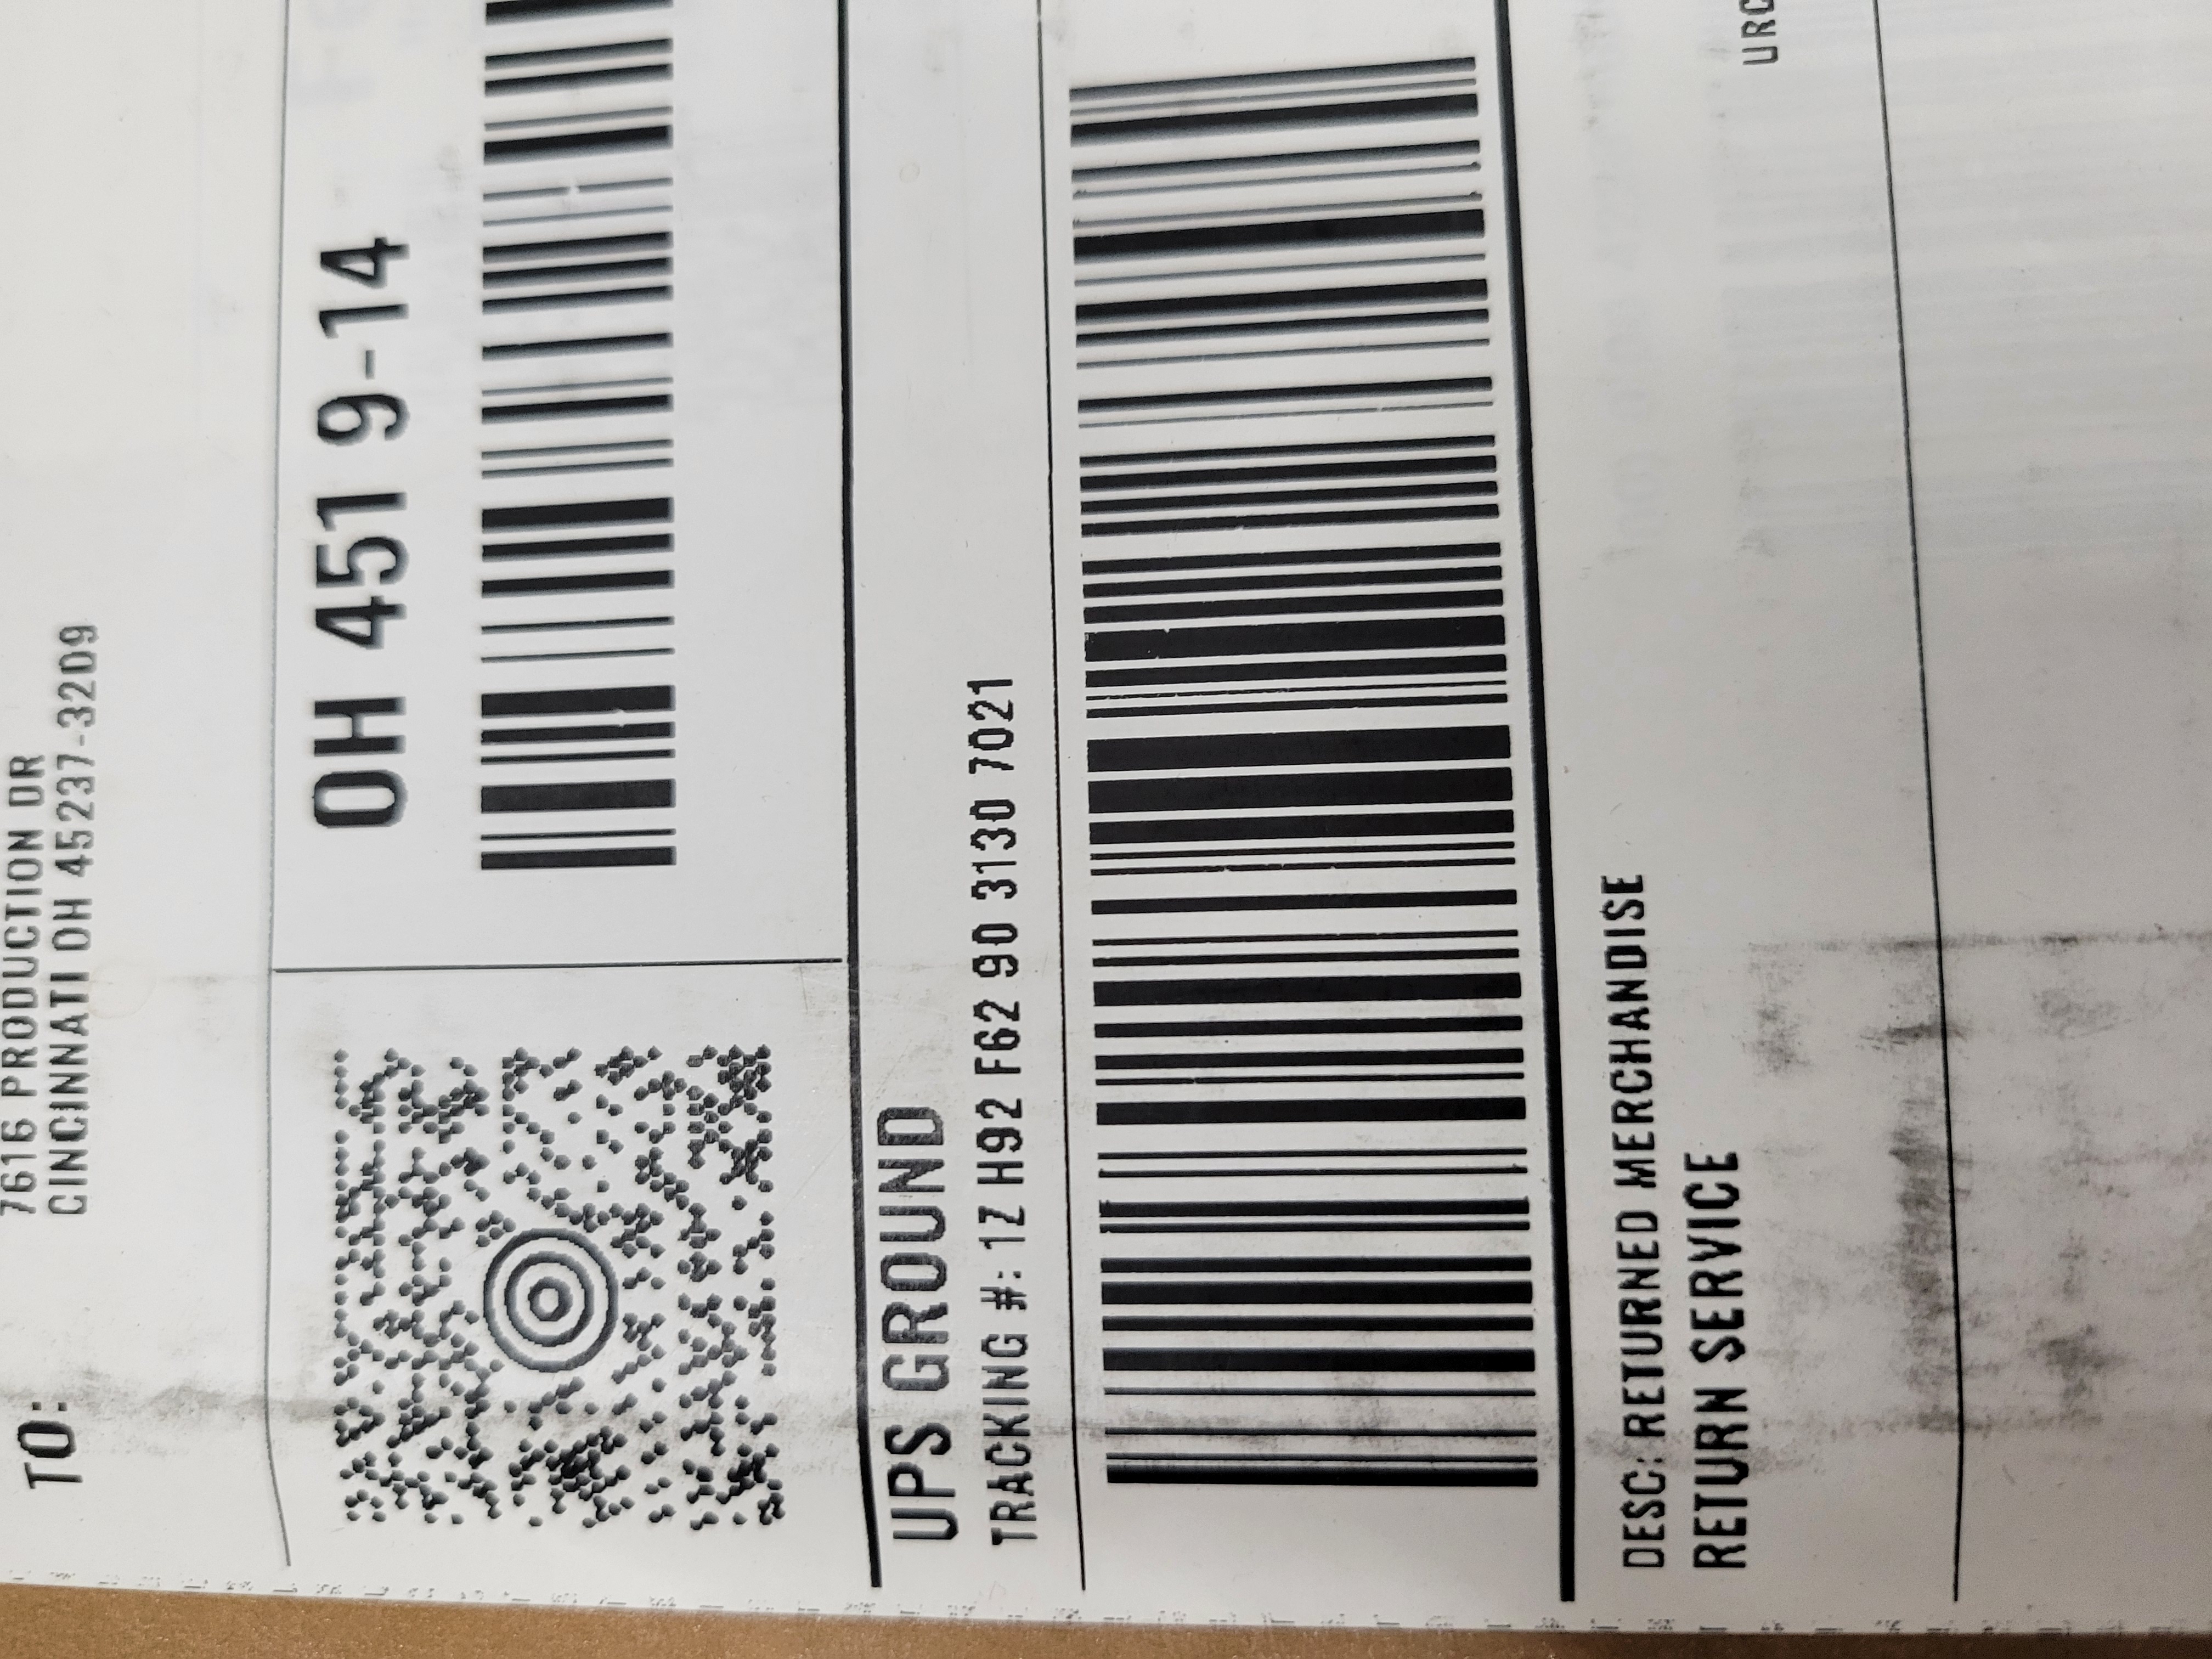 TO:
7616 PRODUCTION DR
CINCINNATI OH 45237-3209
OH 451 9-14
UPS GROUND
TRACKING #: 1Z H92 F62 90 3130 7021
DESC: RETURNED MERCHANDISE
RETURN SERVICE
URC